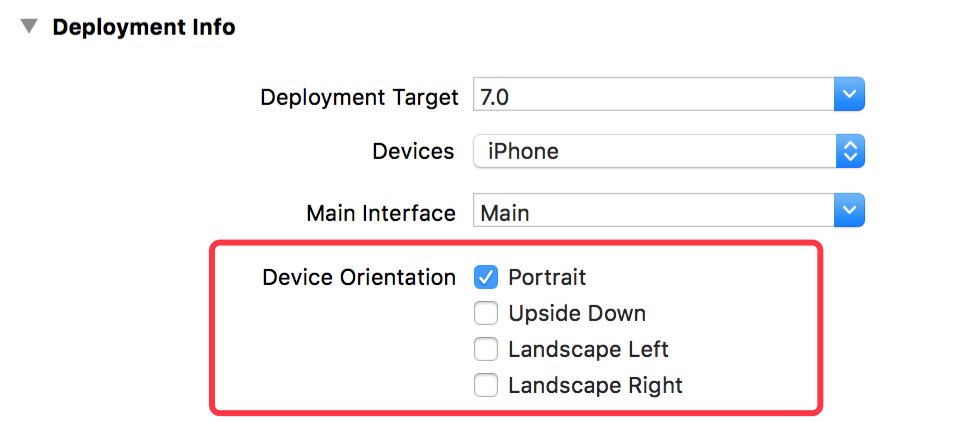 Deployment Info
Deployment Target 7.0
Devices iPhone
Main Interface Main
Device Orientation Portrait
Upside Down
Landscape Left
Landscape Right